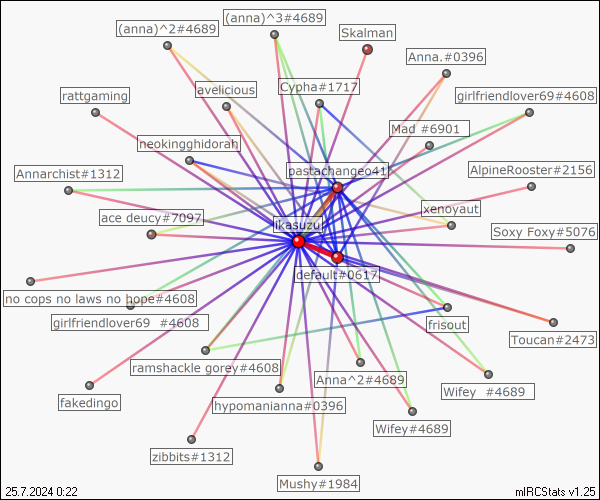 (anna)^3#4689
(anna)^2#4689
Skalman
Anna.#0396
avelicious
Cypha#1717
rattgaming
girlfriendlover69#4608
Mad #6901
neokingghidorah
pastachangeo41
Annarchist#1312
AlpineRooster#2156
xenoyaut
ace deucy#7097
ikasuzu
Soxy Foxy#5076
default#0617
no cops no laws no hope#4608
girlfriendlover69 #4608
frisout
Toucan#2473
ramshackle gorey#4608
Anna^2#4689
Wifey #4689
fakedingo
hypomanianna#0396
Wifey#4689
zibbits#1312
Mushy#1984
25.7.2024 0:22
mIRCStats v1.25